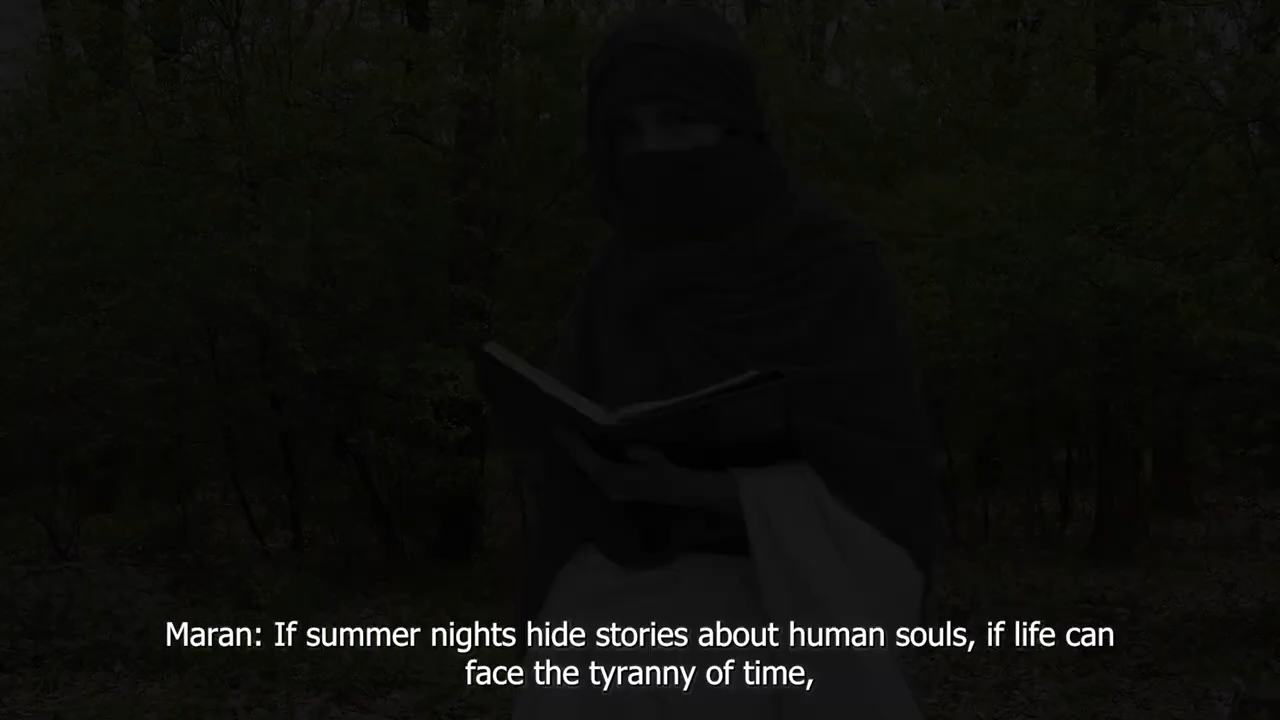 Maran: If summer nights hide stories about human souls, if life can
face the tyranny of time,